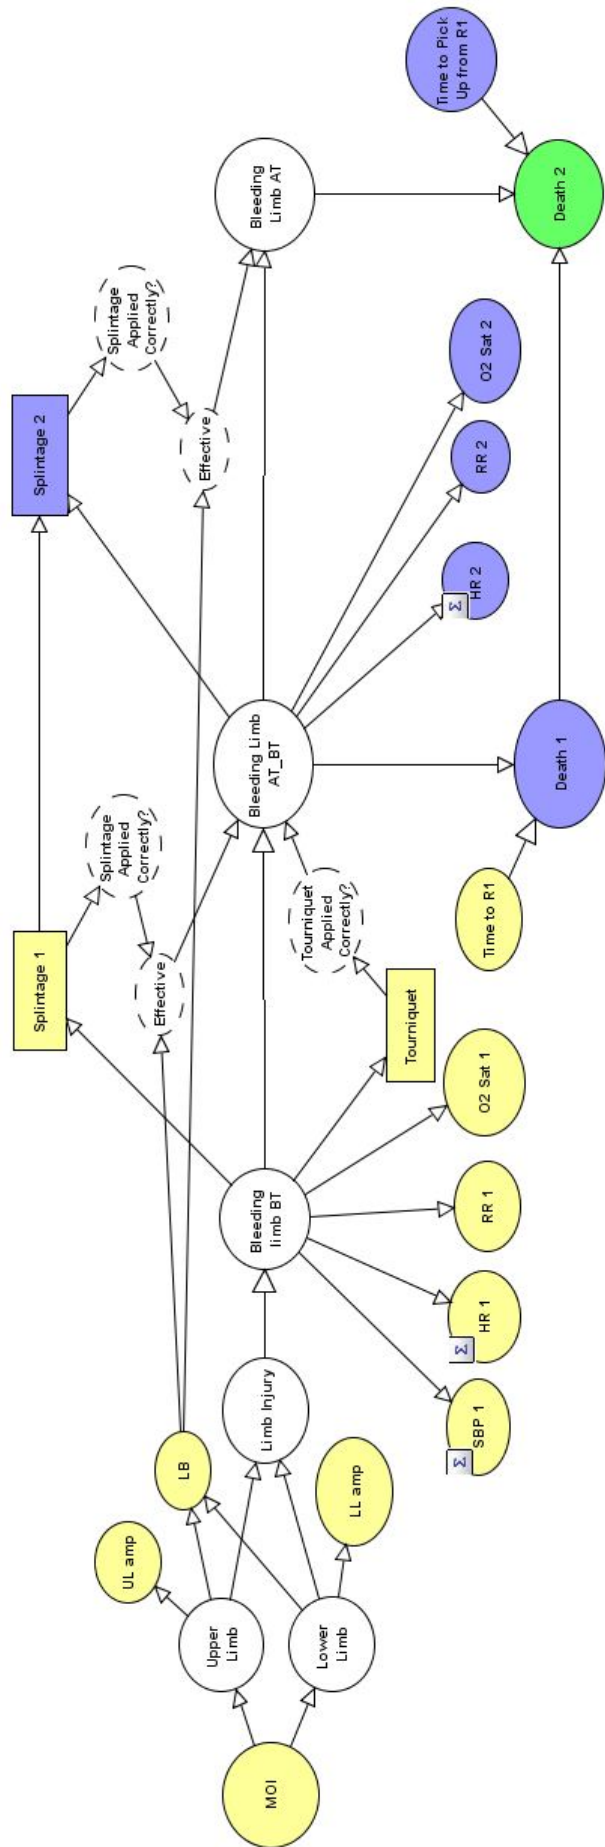 MOI
Upper
Limb
Lower
Limb
UL amp
LB
LL amp
Limb Injury
Bleeding
limb BT
Σ
SBP 1
Σ
HR 1
RR 1
O2 Sat 1
Splintage 1
Splintage
Applied
Correctly?
Effective
Tourniquet
Tourniquet
Applied
Correctly?
Time to R1
Bleeding Limb
AT_BT
Death 1
Σ
HR 2
RR 2
O2 Sat 2
Splintage 2
Splintage
Applied
Correctly?
Effective
Bleeding
Limb AT
Time to Pick
Up from R1
Death 2